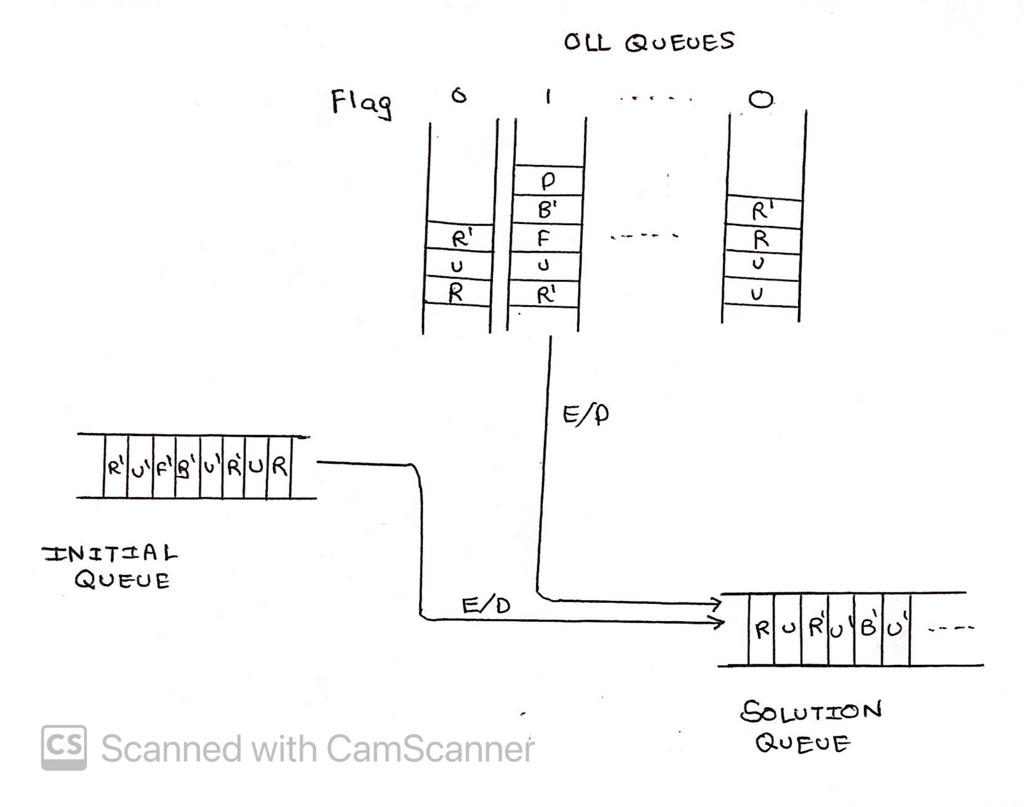 OLL QUEUES
Flag 0 1 ..... 0
D
B' R'
R' F ..... R
U U U
R R' U
E/D
R' U' F' B' U' R' U R
INITIAL
QUEUE
E/D
R U R' U' B' U' ....
SOLUTION
QUEUE
CS Scanned with CamScanner